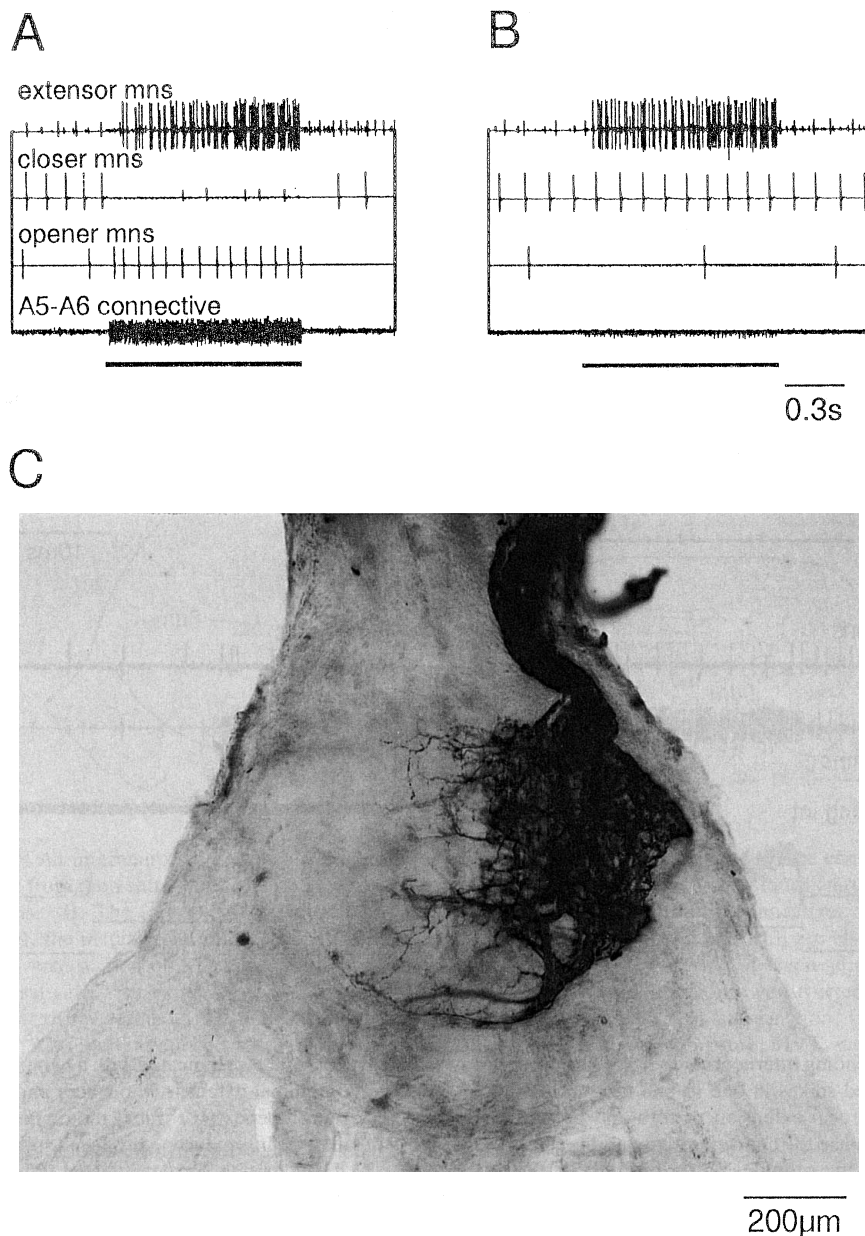 A
B
extensor mns
closer mns
opener mns
A5-A6 connective
0.3s
C
200µm